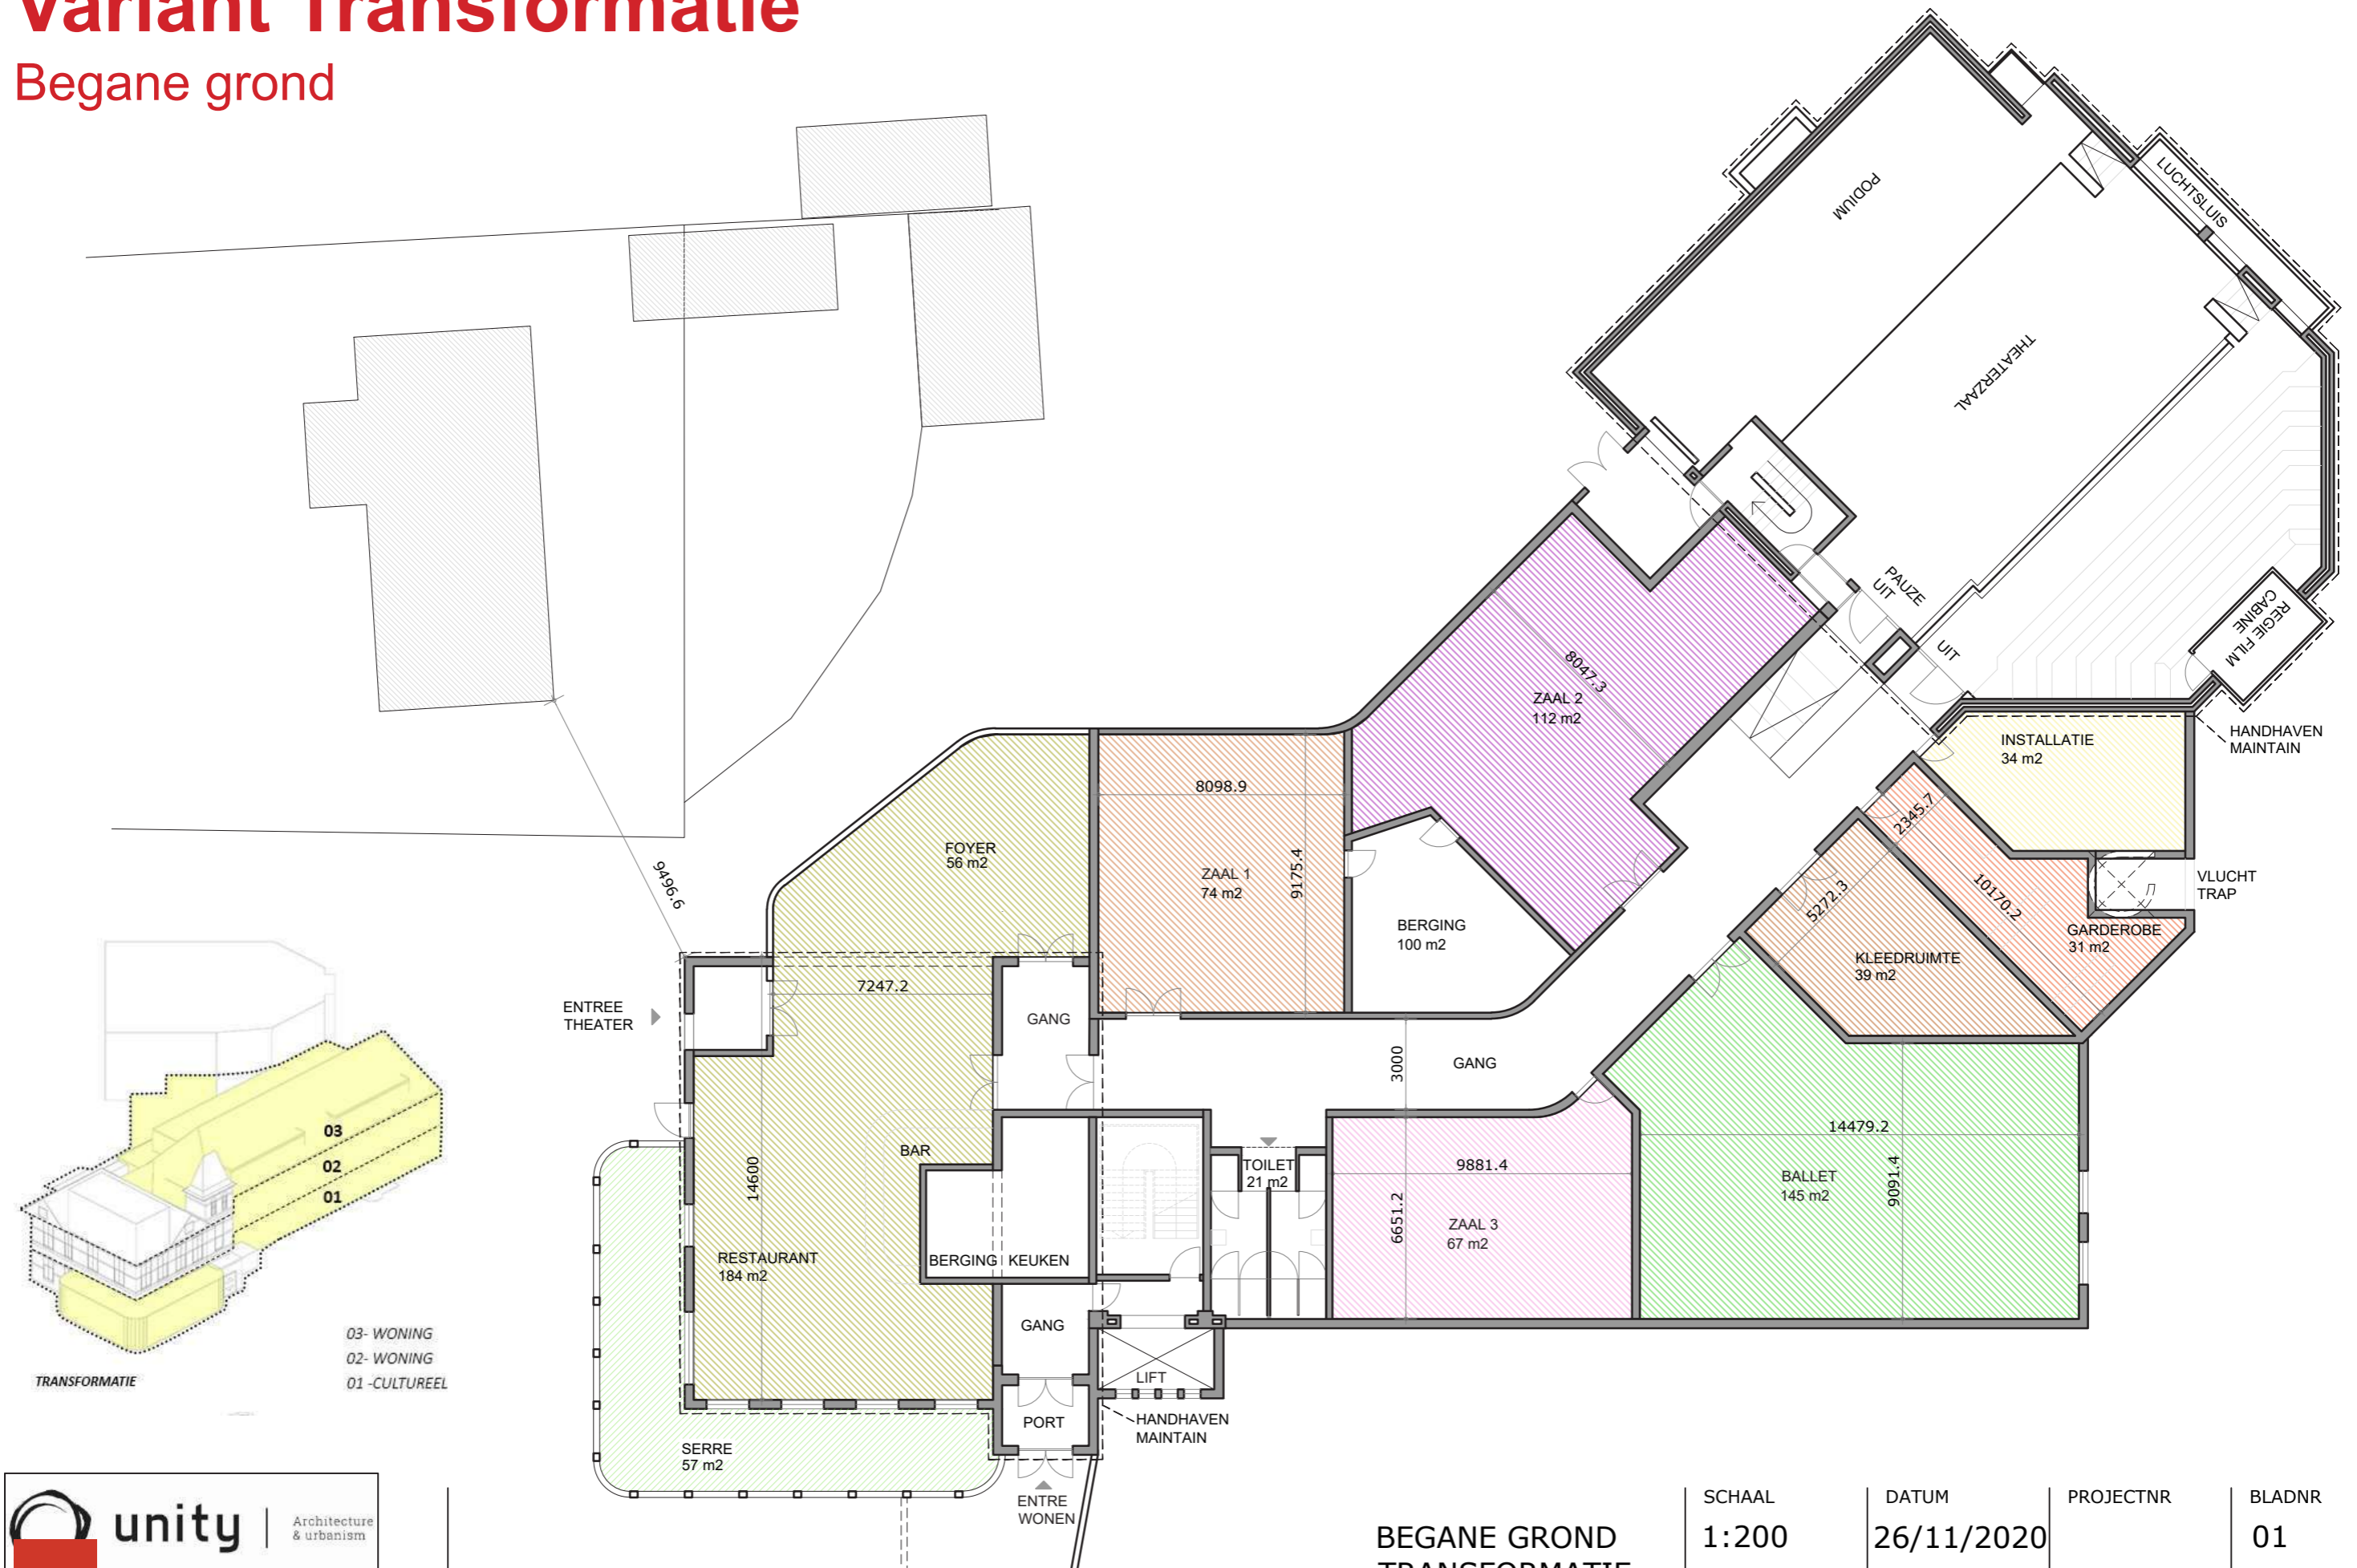 Variant Transformatie
Begane grond
PODIUM
LUCHTSLUIS
THEATERZAAL
PAUZE
UIT
UIT
REGIE FILM
CABINE
ZAAL 2
112 m2
8047.3
INSTALLATIE
34 m2
HANDHAVEN
MAINTAIN
FOYER
56 m2
8098.9
ZAAL 1
74 m2
9175.4
2345.7
9496.6
BERGING
100 m2
5272.3
10170.2
VLUCHT
TRAP
GARDEROBE
31 m2
KLEEDRUIMTE
39 m2
7247.2
ENTREE
THEATER
GANG
3000
GANG
14479.2
BAR
14600
TOILET
21 m2
9881.4
6651.2
BALLET
145 m2
9091.4
ZAAL 3
67 m2
RESTAURANT
184 m2
BERGING
KEUKEN
GANG
LIFT
PORT
HANDHAVEN
MAINTAIN
SERRE
57 m2
ENTRE
WONEN
03
02
01
03- WONING
02- WONING
01 -CULTUREEL
TRANSFORMATIE
unity
Architecture
& urbanism
BEGANE GROND
TRANSFORMATIE
SCHAAL
1:200
DATUM
26/11/2020
PROJECTNR
BLADNR
01